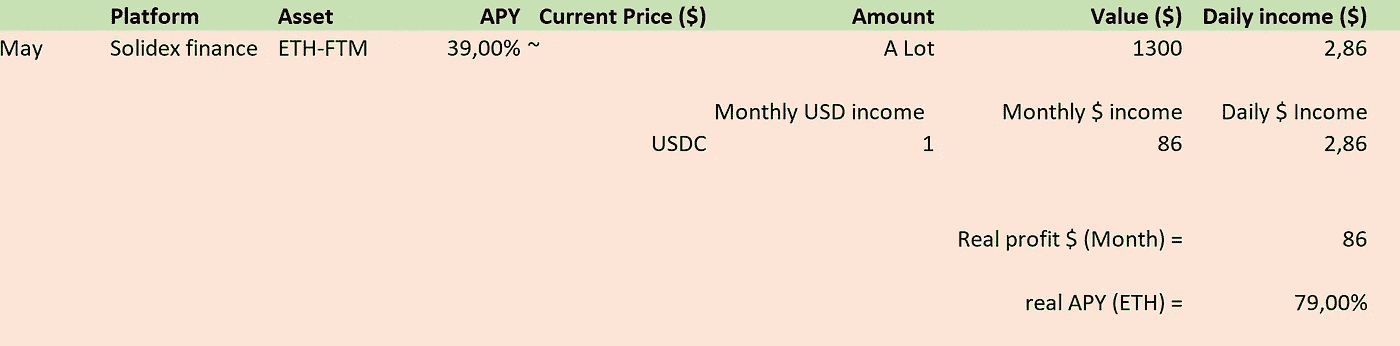 Platform Asset APY Current Price ($) Amount Value ($) Daily income ($)
May Solidex finance ETH-FTM 39,00% ~ A Lot 1300 2,86
Monthly USD income Monthly $ income Daily $ Income
USDC 1 86 2,86
Real profit $ (Month) = 86
real APY (ETH) = 79,00%